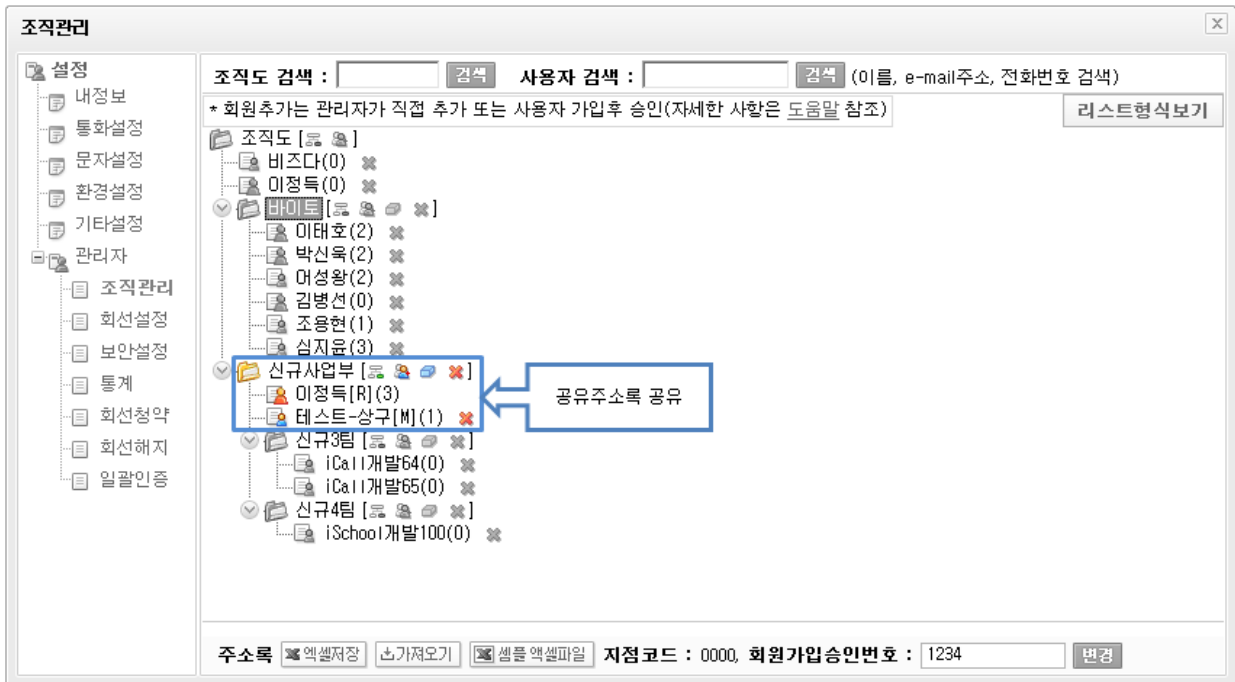 조직관리
설정
내정보
통화설정
문자설정
환경설정
기타설정
관리자
조직관리
회선설정
보안설정
통계
회선청약
회선해지
일괄인증
조직도 검색 : 검색 사용자 검색 : 검색 (이름, e-mail주소, 전화번호 검색)
* 회원추가는 관리자가 직접 추가 또는 사용자 가입후 승인(자세한 사항은 도움말 참조) 리스트형식보기
조직도 [ ]
비즈다(0)
이정득(0)
바이토 [ ]
이태호(2)
박신욱(2)
어성왕(2)
김병선(0)
조용현(1)
심지윤(3)
신규사업부 [ ]
이정득[R](3)
테스트-상구[M](1)
공유주소록 공유
신규3팀 [ ]
iCall개발64(0)
iCall개발65(0)
신규4팀 [ ]
iSchool개발100(0)
주소록 엑셀저장 가져오기 셈플액셀파일 지점코드 : 0000, 회원가입승인번호 : 1234 변경